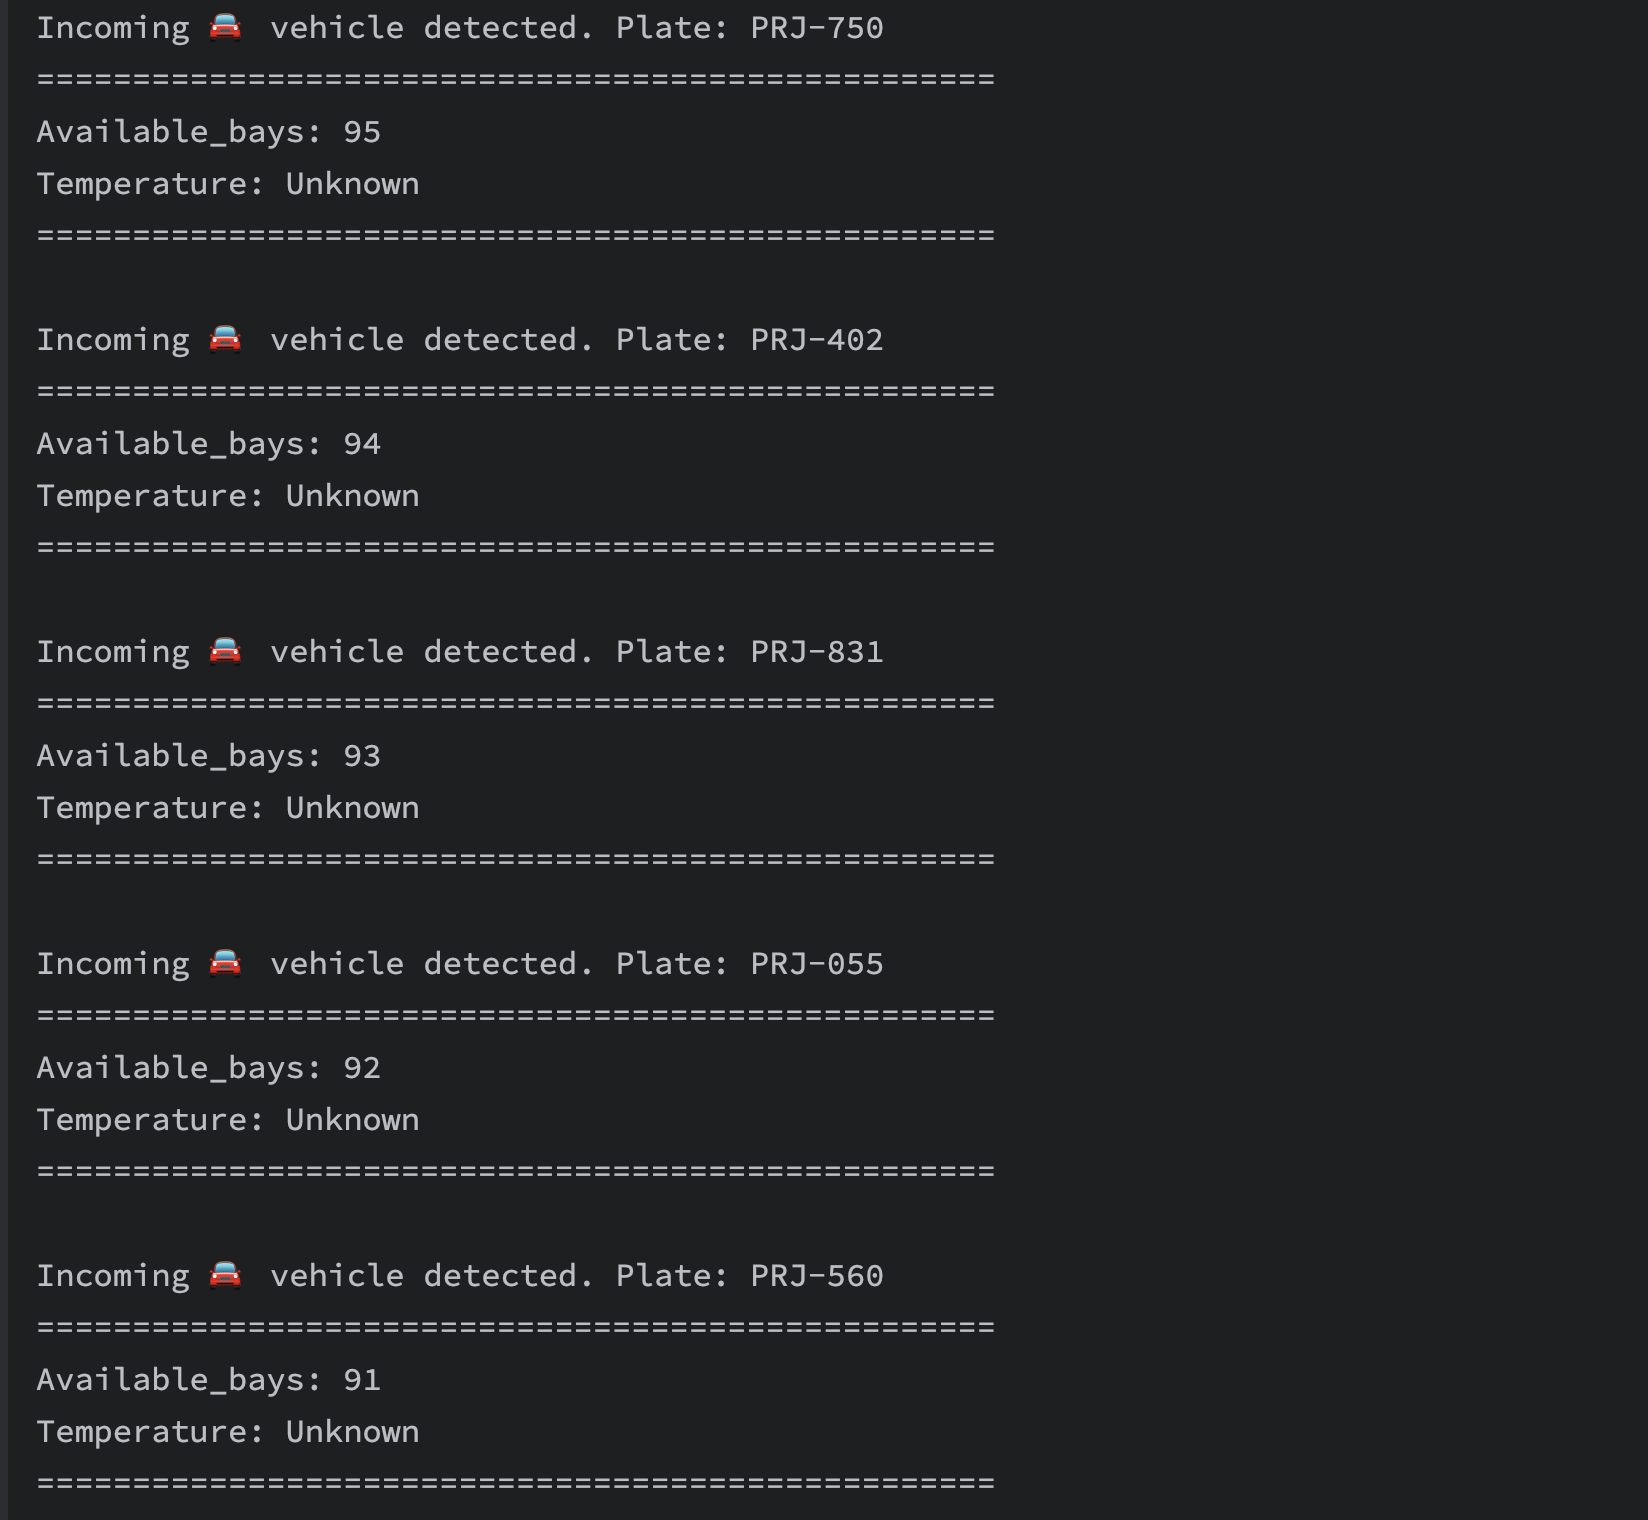 Incoming 🚘 vehicle detected. Plate: PRJ-750
==================================================
Available_bays: 95
Temperature: Unknown
==================================================
Incoming 🚘 vehicle detected. Plate: PRJ-402
==================================================
Available_bays: 94
Temperature: Unknown
==================================================
Incoming 🚘 vehicle detected. Plate: PRJ-831
==================================================
Available_bays: 93
Temperature: Unknown
==================================================
Incoming 🚘 vehicle detected. Plate: PRJ-055
==================================================
Available_bays: 92
Temperature: Unknown
==================================================
Incoming 🚘 vehicle detected. Plate: PRJ-560
==================================================
Available_bays: 91
Temperature: Unknown
==================================================